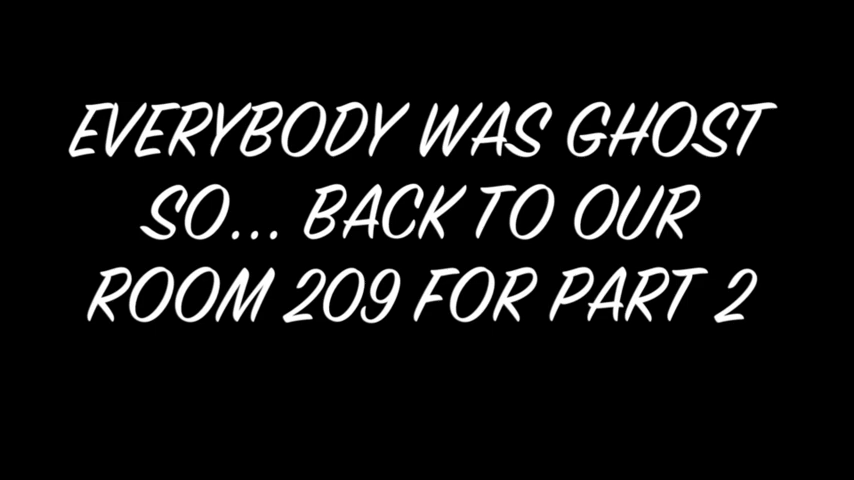 EVERYBODY WAS GHOST
SO... BACK TO OUR
ROOM 209 FOR PART 2